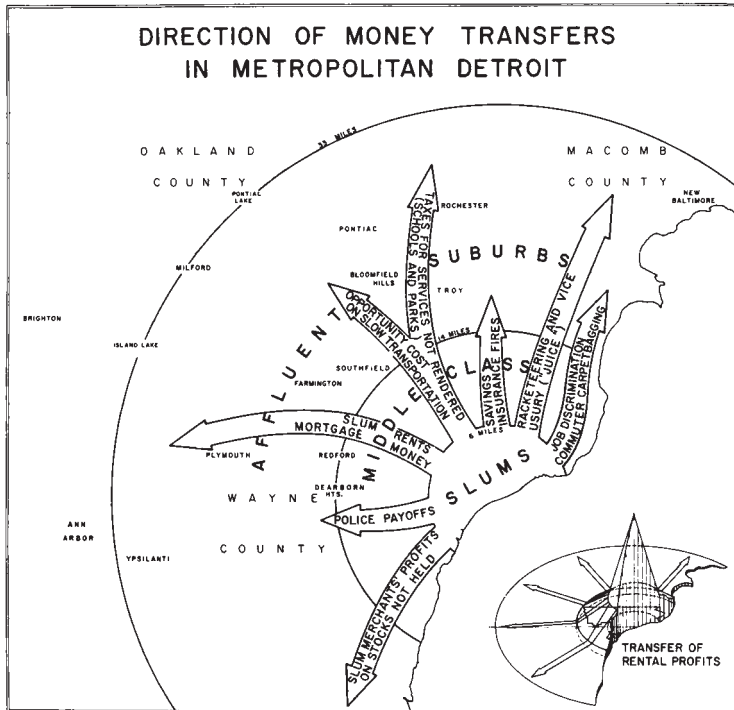 DIRECTION OF MONEY TRANSFERS
IN METROPOLITAN DETROIT
33 MILES
OAKLAND
COUNTY
MACOMB
COUNTY
PONTIAL
LAKE
ROCHESTER
NEW
BALTIMORE
PONTIAC
TAXES FOR SERVICES NOT RENDERED
(SCHOOLS AND PARKS)
SUBURBS
MILFORD
BLOOMFIELD
HILLS
TROY
BRIGHTON
ISLAND LAKE
OPPORTUNITY COST
ON SLOW TRANSPORTATION
14 MILES
AFFLUENT
SOUTHFIELD
FARMINGTON
MIDDLE
CLASS
SAVINGS
INSURANCE FIRES
RACKETEERING AND VICE
USURY ("JUICE")
JOB DISCRIMINATION
COMMUTER CARPETBAGGING
SLUM RENTS
MORTGAGE MONEY
6 MILES
PLYMOUTH
REDFORD
SLUMS
DEARBORN
HTS.
WAYNE
COUNTY
POLICE PAYOFFS
ANN
ARBOR
YPSILANTI
SLUM MERCHANTS' PROFITS
ON STOCKS NOT HELD
TRANSFER OF
RENTAL PROFITS